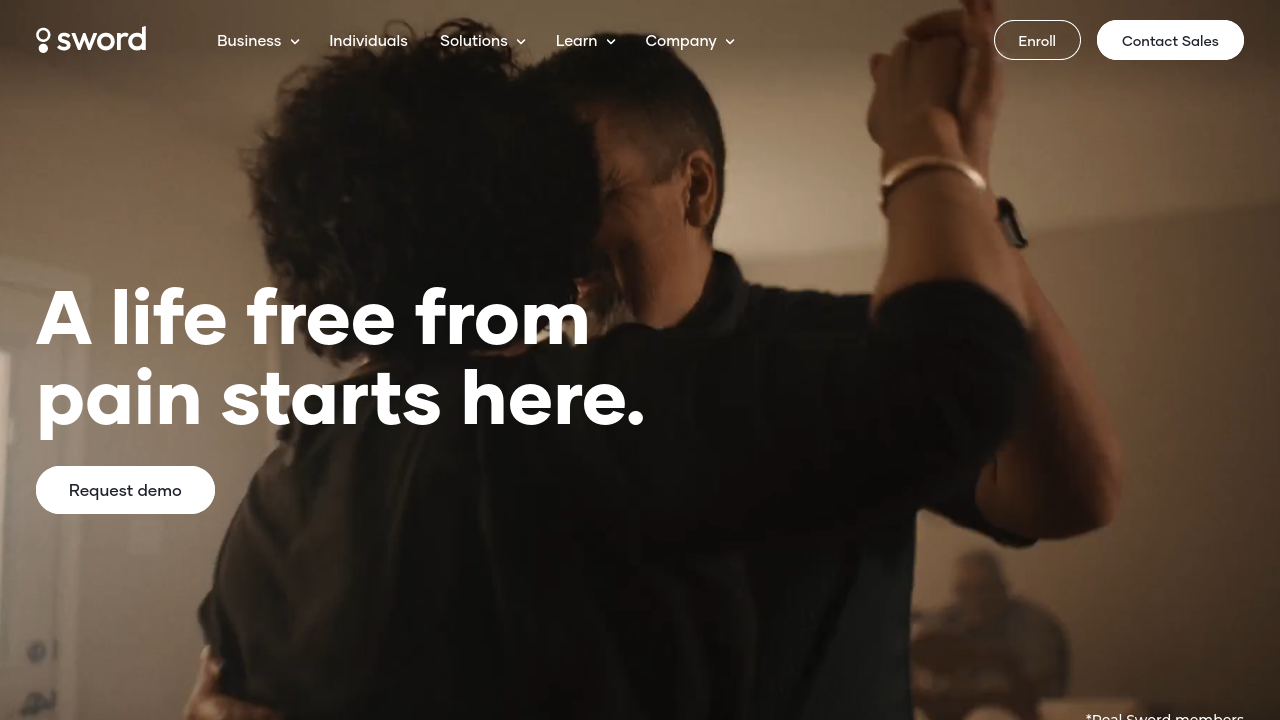 sword
Business
Individuals
Solutions
Learn
Company
Enroll
Contact Sales
A life free from
pain starts here.
Request demo
*Real Sword members